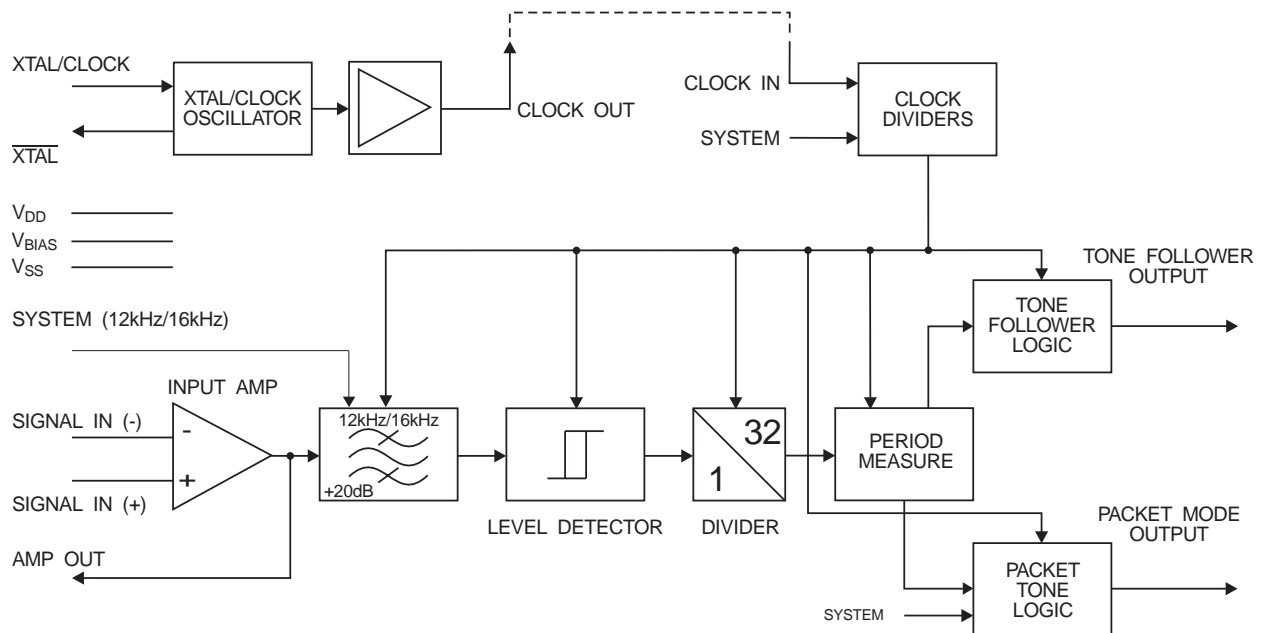 XTAL/CLOCK
XTAL/CLOCK
OSCILLATOR
XTAL
CLOCK OUT
CLOCK IN
SYSTEM
CLOCK
DIVIDERS
VDD
VBIAS
VSS
SYSTEM (12kHz/16kHz)
TONE FOLLOWER
OUTPUT
TONE
FOLLOWER
LOGIC
INPUT AMP
SIGNAL IN (-)
-
+
SIGNAL IN (+)
AMP OUT
12kHz/16kHz
+20dB
LEVEL DETECTOR
32
1
DIVIDER
PERIOD
MEASURE
PACKET MODE
OUTPUT
PACKET
TONE
LOGIC
SYSTEM